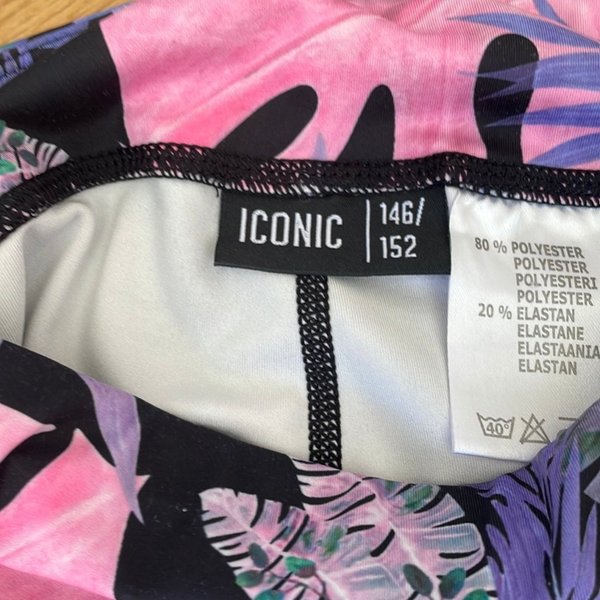 ICONIC
146/
152
80 % POLYESTER
POLYESTER
POLYESTERI
POLYESTER
20 % ELASTAN
ELASTANE
ELASTAANIA
ELASTAN
40°